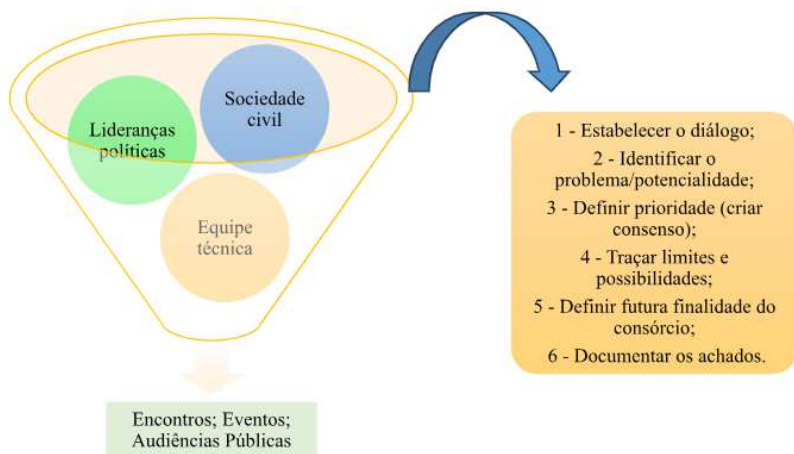 Lideranças
políticas
Sociedade
civil
Equipe
técnica
Encontros; Eventos;
Audiências Públicas
1 - Estabelecer o diálogo;
2 - Identificar o
problema/potencialidade;
3 - Definir prioridade (criar
consenso);
4 - Traçar limites e
possibilidades;
5 - Definir futura finalidade do
consórcio;
6 - Documentar os achados.